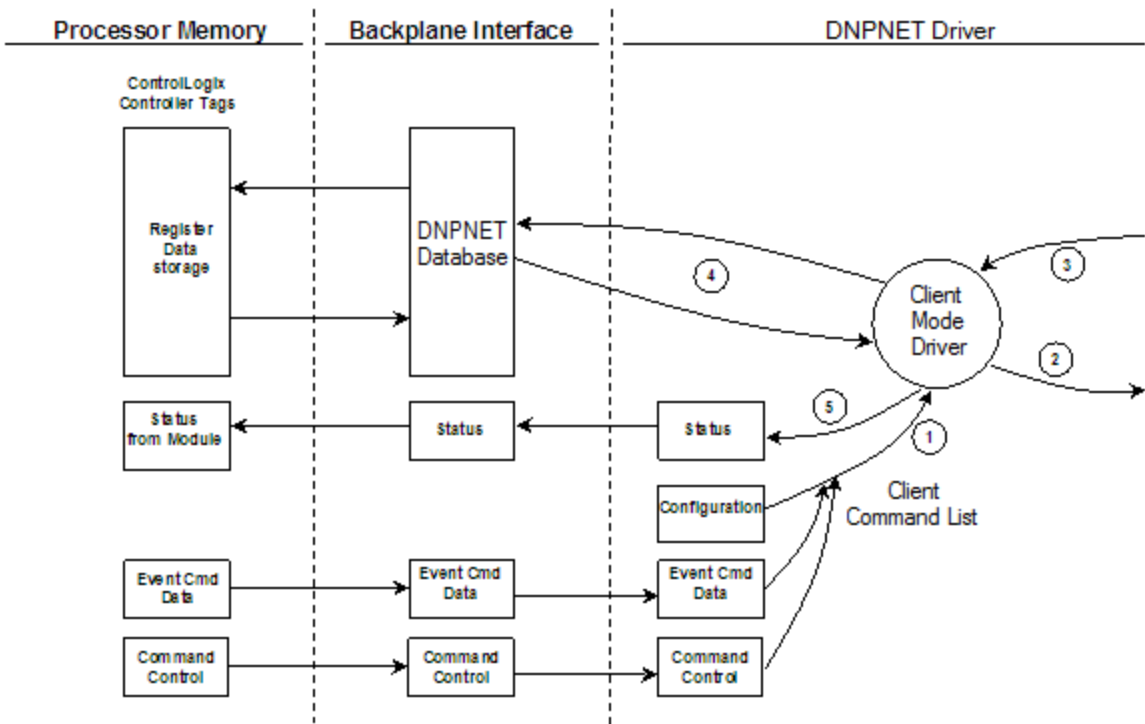 Processor Memory
Backplane Interface
DNPNET Driver
ControlLogix
Controller Tags
Register
Data
storage
DNPNET
Database
4
3
Client
Mode
Driver
2
Status
from Module
Status
Status
5
1
Configuration
Client
Command List
Event Cmd
Data
Event Cmd
Data
Event Cmd
Data
Command
Control
Command
Control
Command
Control